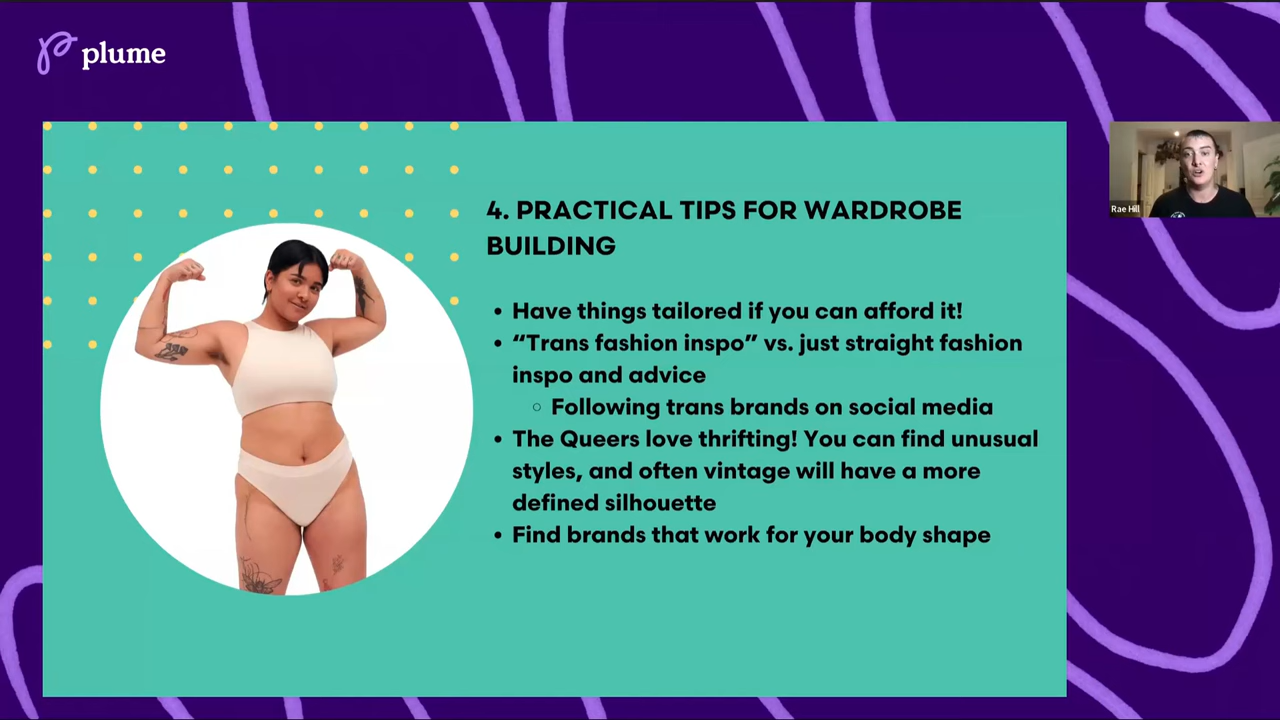 plume
4. PRACTICAL TIPS FOR WARDROBE
BUILDING
• Have things tailored if you can afford it!
• “Trans fashion inspo” vs. just straight fashion
inspo and advice
○ Following trans brands on social media
• The Queers love thrifting! You can find unusual
styles, and often vintage will have a more
defined silhouette
• Find brands that work for your body shape
Rae Hill